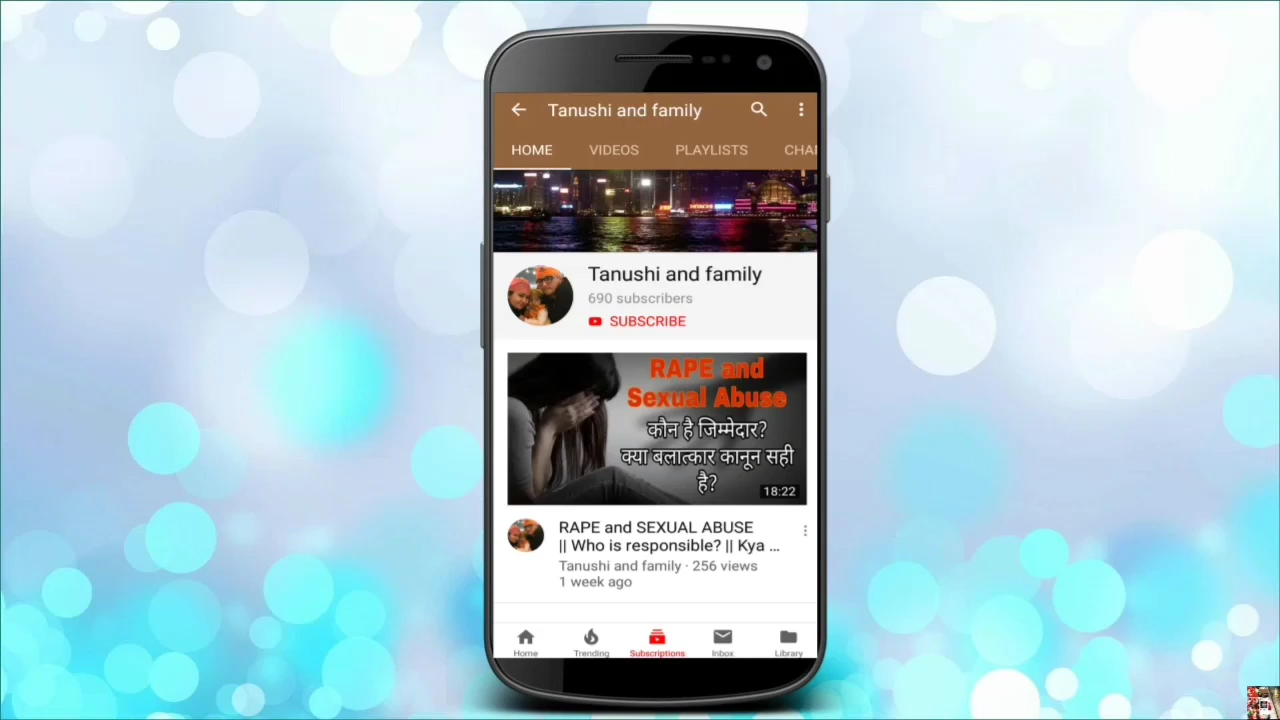 Tanushi and family
HOME VIDEOS PLAYLISTS CHA
Tanushi and family
690 subscribers
SUBSCRIBE
RAPE and
Sexual Abuse
कौन है जिम्मेदार?
क्या बलात्कार कानून सही
है?
18:22
RAPE and SEXUAL ABUSE
|| Who is responsible? || Kya ...
Tanushi and family · 256 views
1 week ago
Home Trending Subscriptions Inbox Library